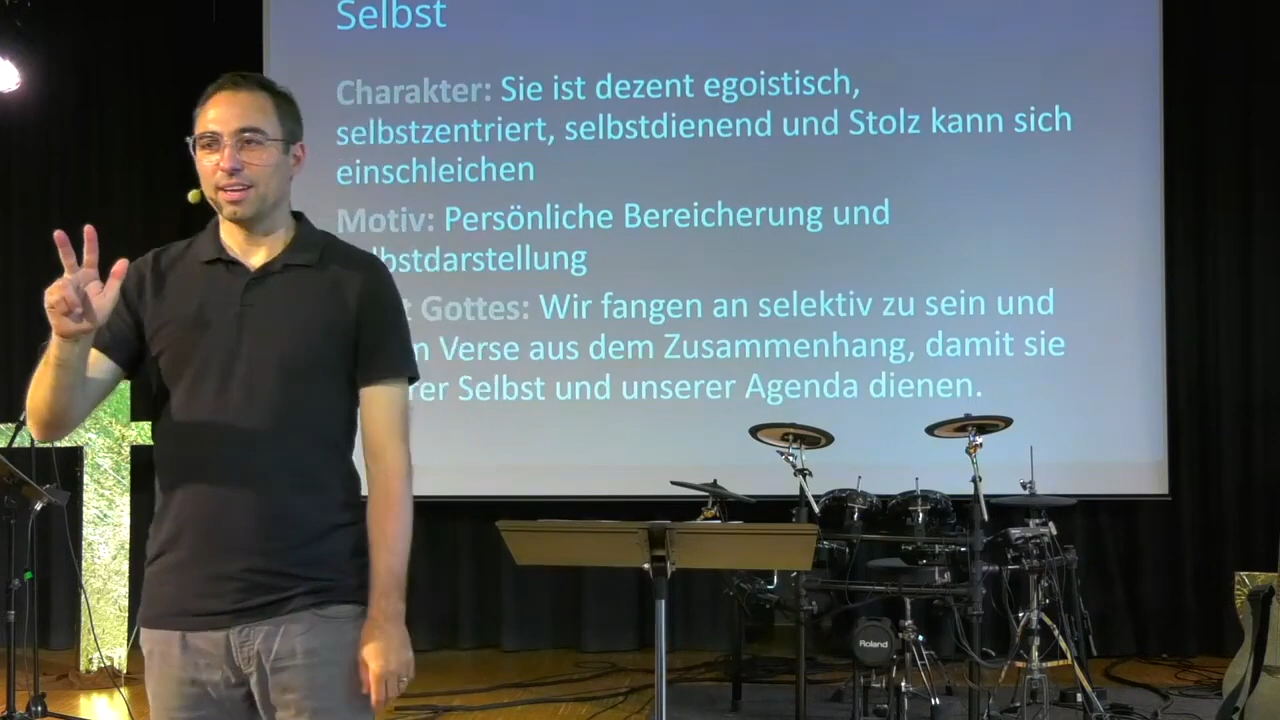 Selbst
Charakter: Sie ist dezent egoistisch,
selbstzentriert, selbstdienend und Stolz kann sich
einschleichen
Motiv: Persönliche Bereicherung und
bstdarstellung
Gottes: Wir fangen an selektiv zu sein und
Verse aus dem Zusammenhang, damit sie
rer Selbst und unserer Agenda dienen.
Roland